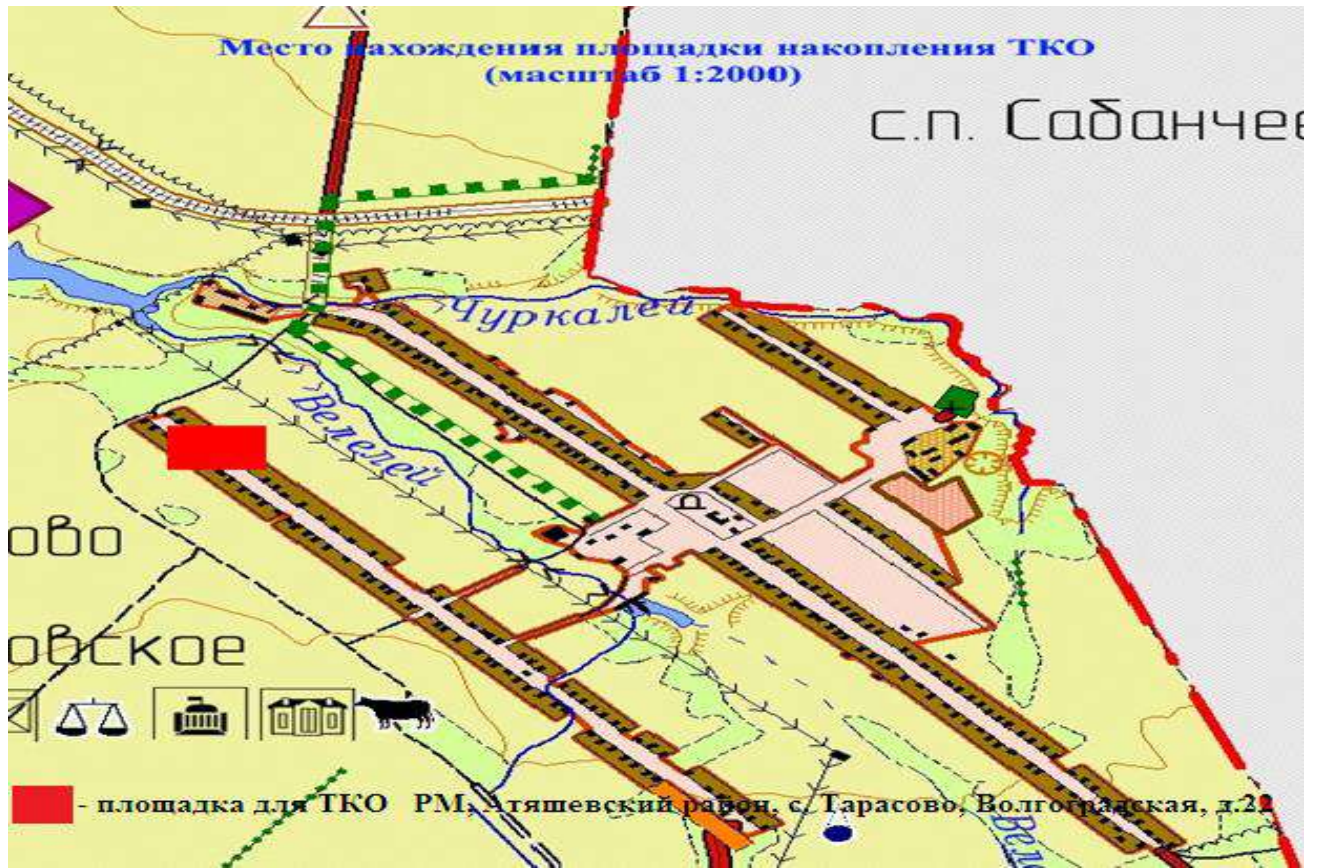 Место нахождения площадки накопления ТКО
(масштаб 1:2000)
с.п. Сабанчее
Чуркалей
Велелей
ово
овское
- площадка для ТКО РМ, Атяшевский район, с. Тарасово, Волгоградская, д.22
Вел